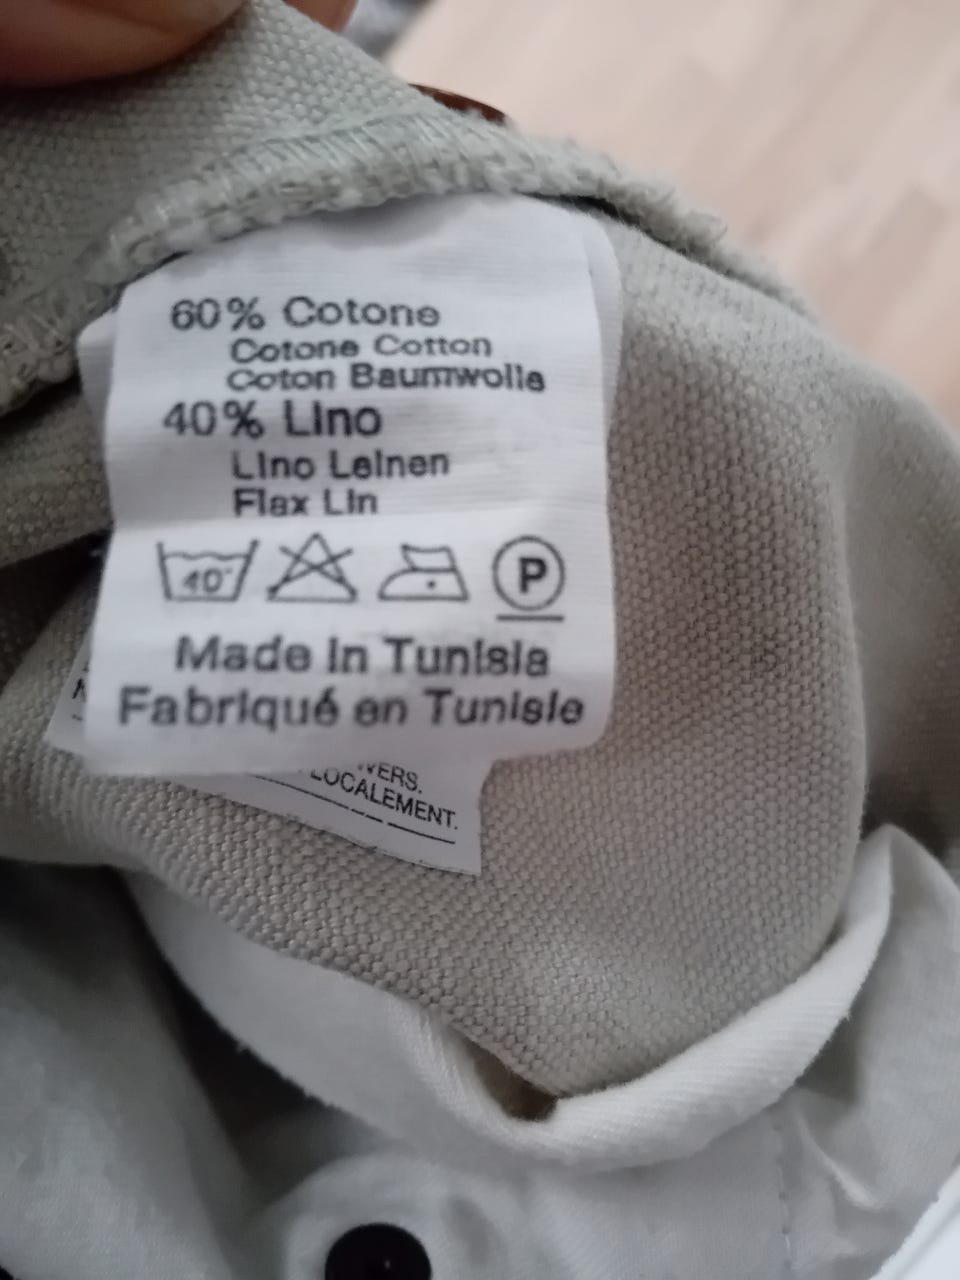 60% Cotone
Cotone Cotton
Coton Baumwolle
40% Lino
Lino Leinen
Flax Lin
40°
P
Made in Tunisia
Fabriqué en Tunisie
LOCALEMENT.